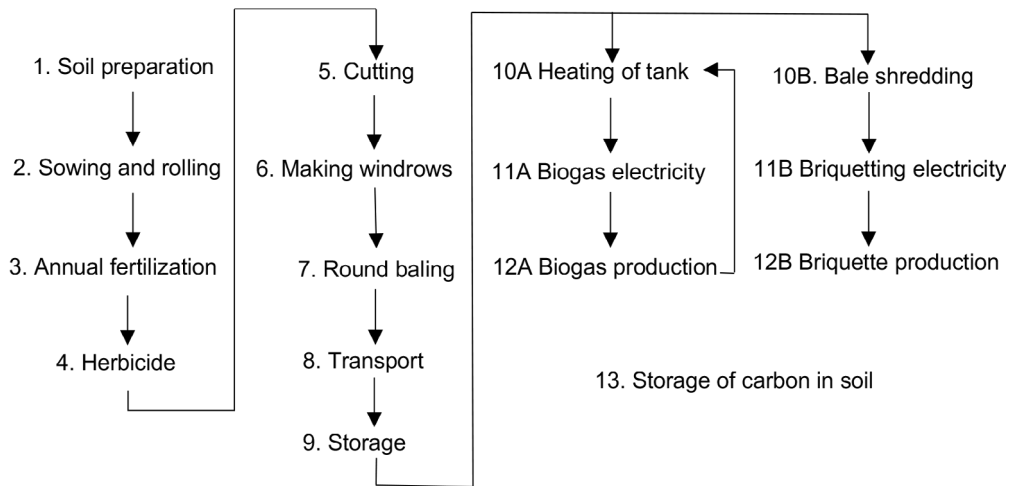 1. Soil preparation
2. Sowing and rolling
3. Annual fertilization
4. Herbicide
5. Cutting
6. Making windrows
7. Round baling
8. Transport
9. Storage
10A Heating of tank
11A Biogas electricity
12A Biogas production
10B. Bale shredding
11B Briquetting electricity
12B Briquette production
13. Storage of carbon in soil